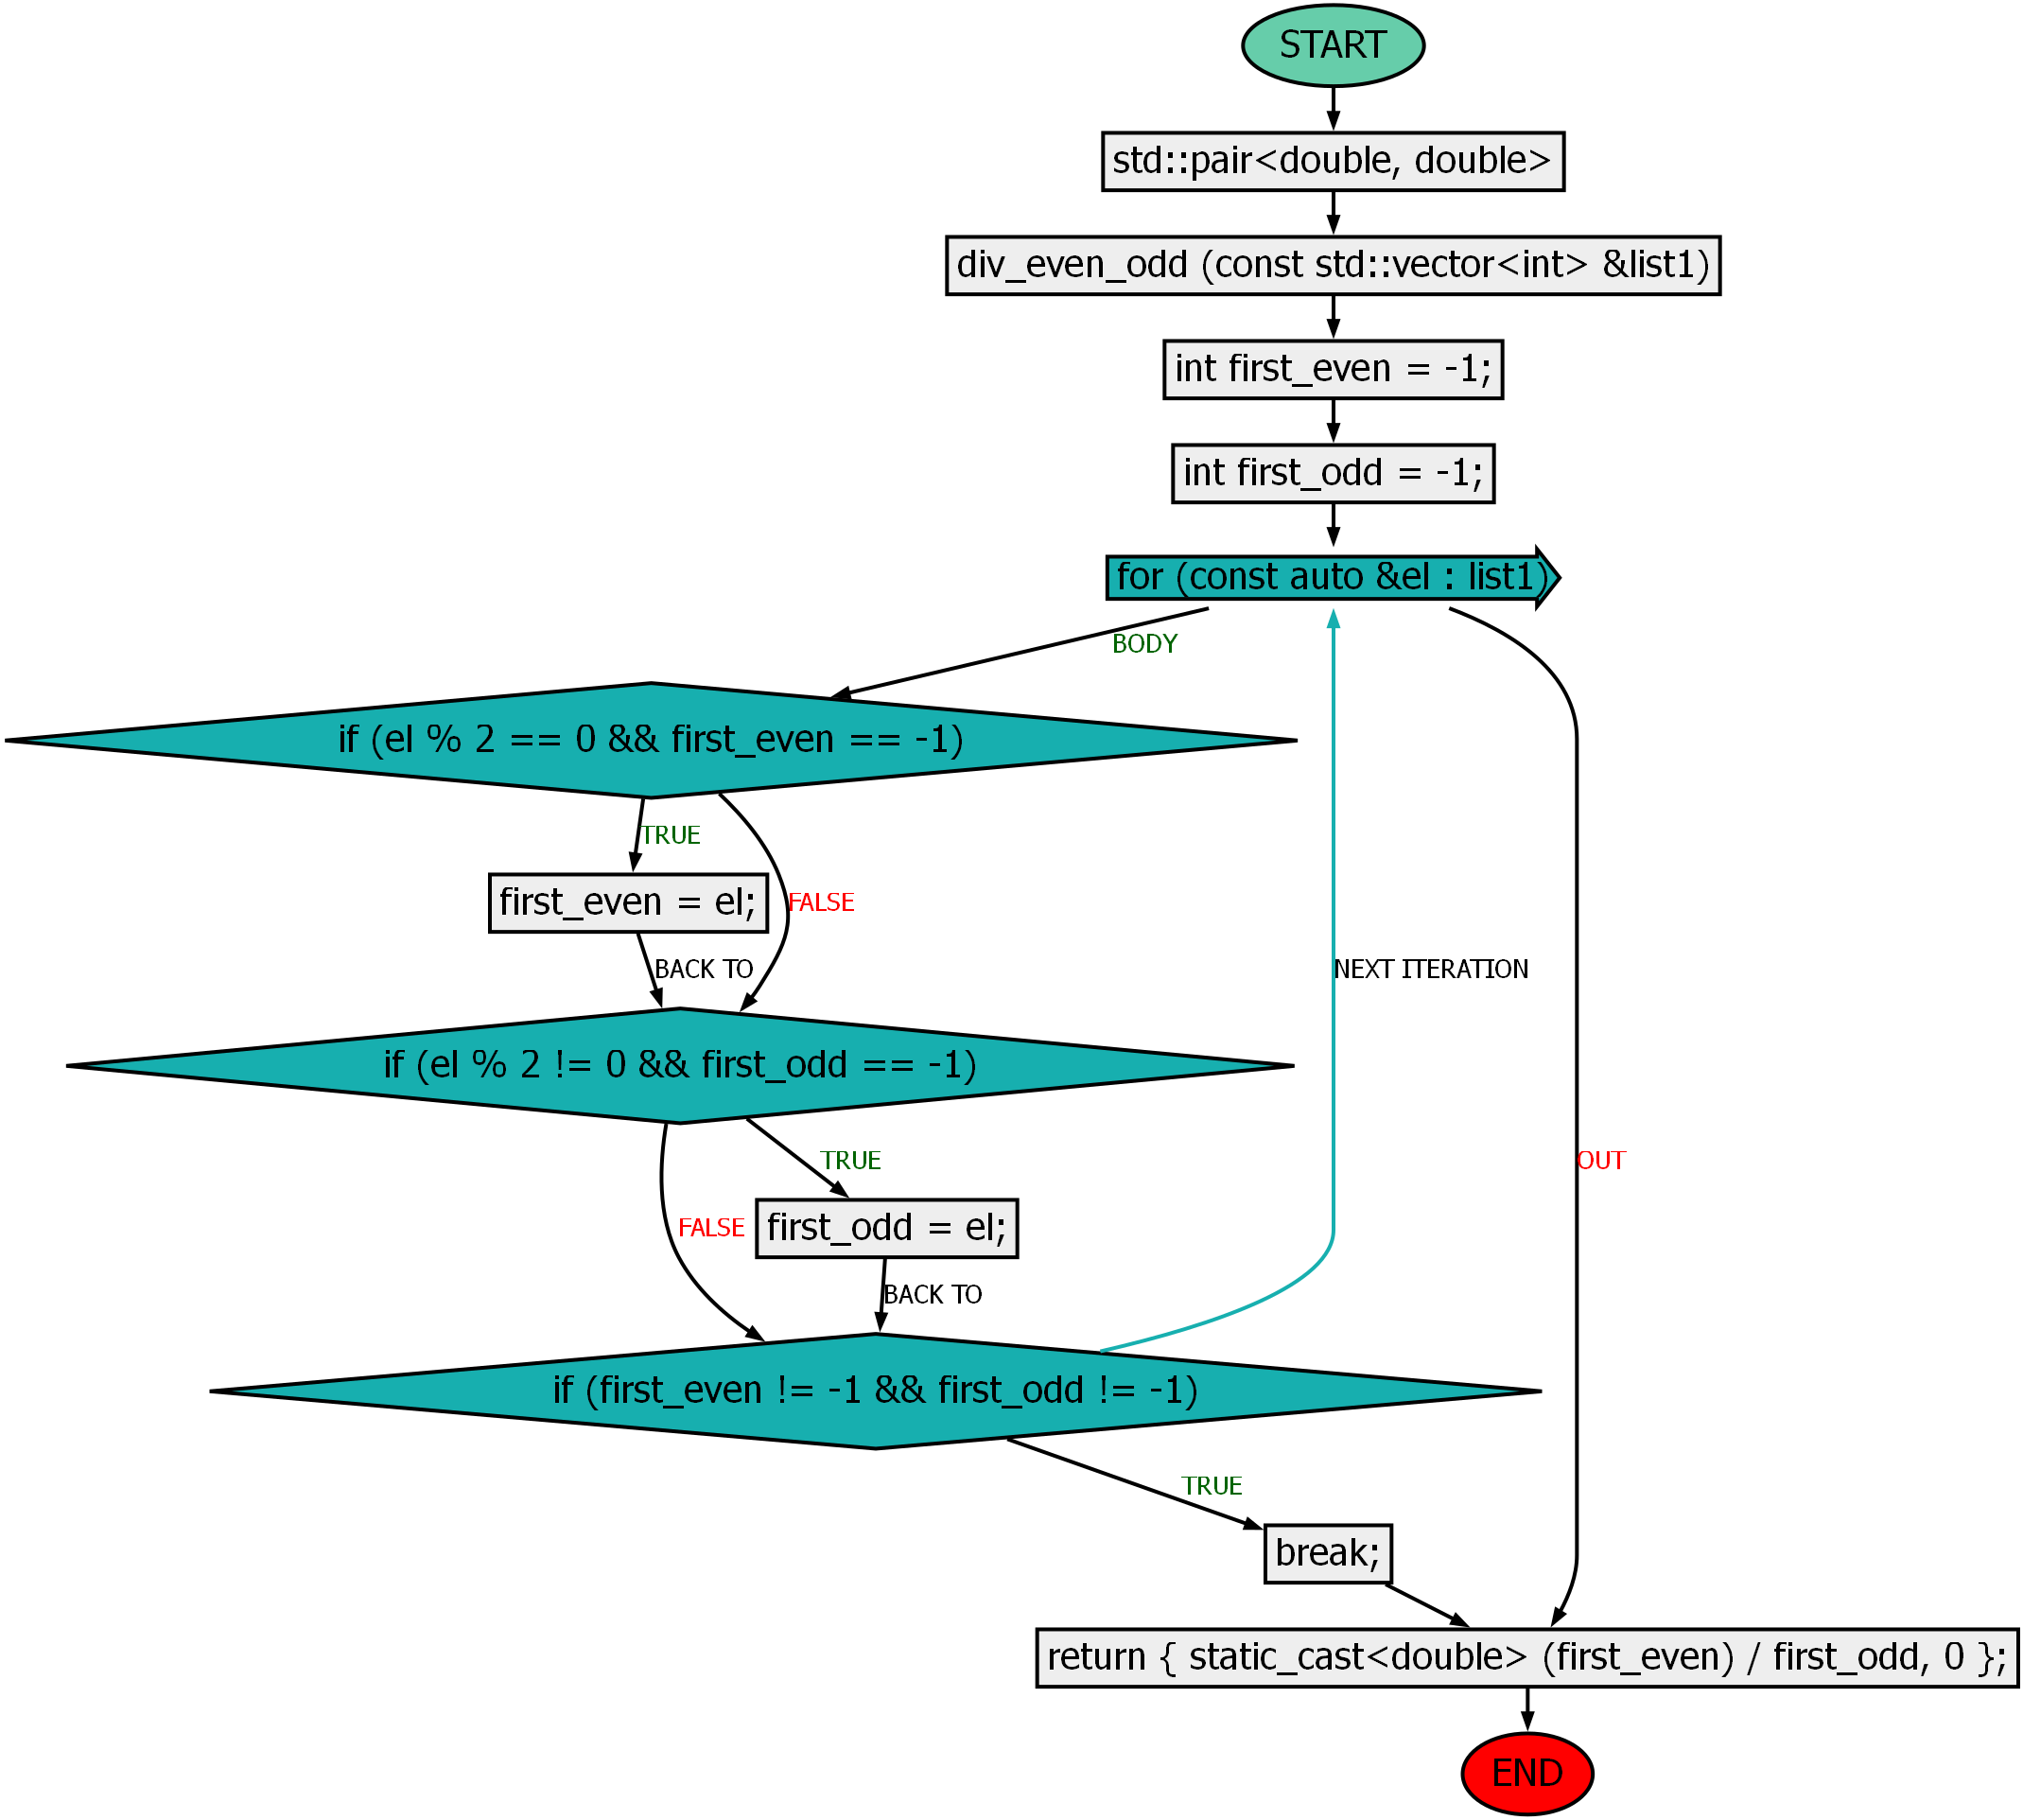 START
std::pair<double, double>
div_even_odd (const std::vector<int> &list1)
int first_even = -1;
int first_odd = -1;
for (const auto &el : list1)
BODY
if (el % 2 == 0 && first_even == -1)
TRUE
first_even = el;
FALSE
BACK TO
NEXT ITERATION
if (el % 2 != 0 && first_odd == -1)
TRUE
OUT
FALSE
first_odd = el;
BACK TO
if (first_even != -1 && first_odd != -1)
TRUE
break;
return { static_cast<double> (first_even) / first_odd, 0 };
END